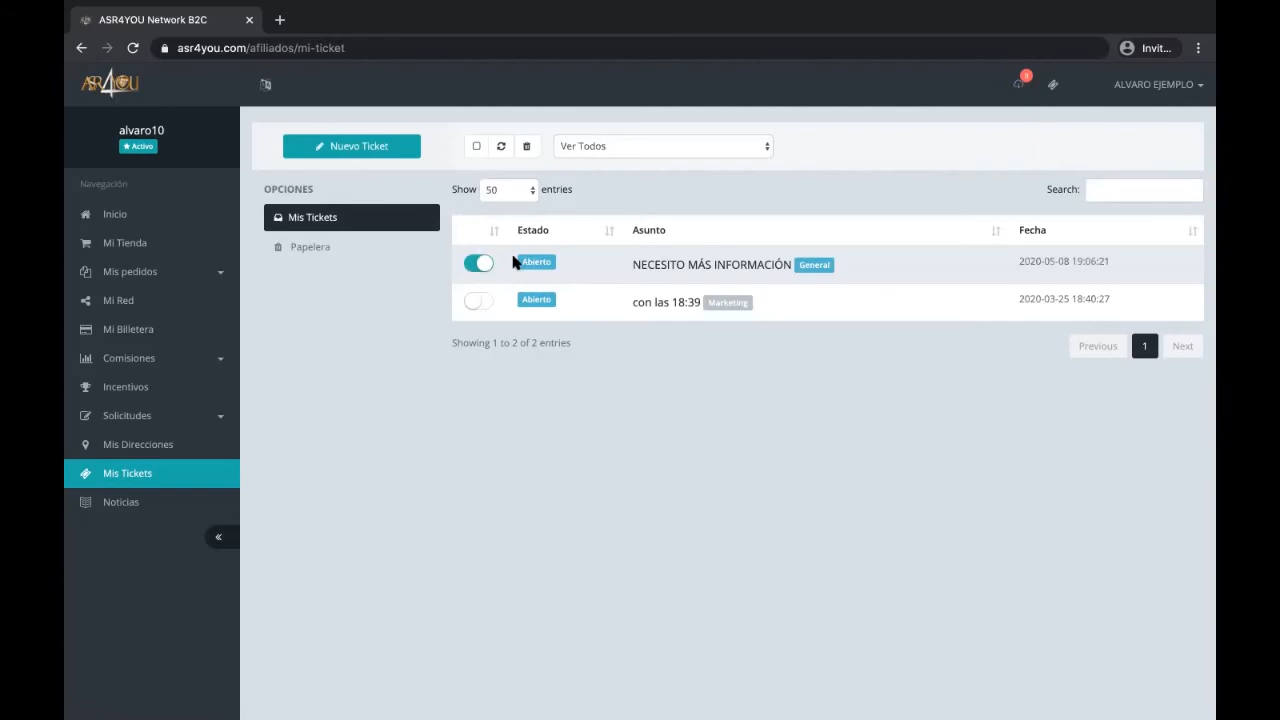 ASR4YOU Network B2C
asr4you.com/afiliados/mi-ticket
Invit...
ASR4YOU
8
ALVARO EJEMPLO
alvaro10
Activo
Navegación
Inicio
Mi Tienda
Mis pedidos
Mi Red
Mi Billetera
Comisiones
Incentivos
Solicitudes
Mis Direcciones
Mis Tickets
Noticias
Nuevo Ticket
Ver Todos
OPCIONES
Mis Tickets
Papelera
Show 50 entries
Search:
Estado Asunto Fecha
Abierto NECESITO MÁS INFORMACIÓN General 2020-05-08 19:06:21
Abierto con las 18:39 Marketing 2020-03-25 18:40:27
Showing 1 to 2 of 2 entries
Previous 1 Next